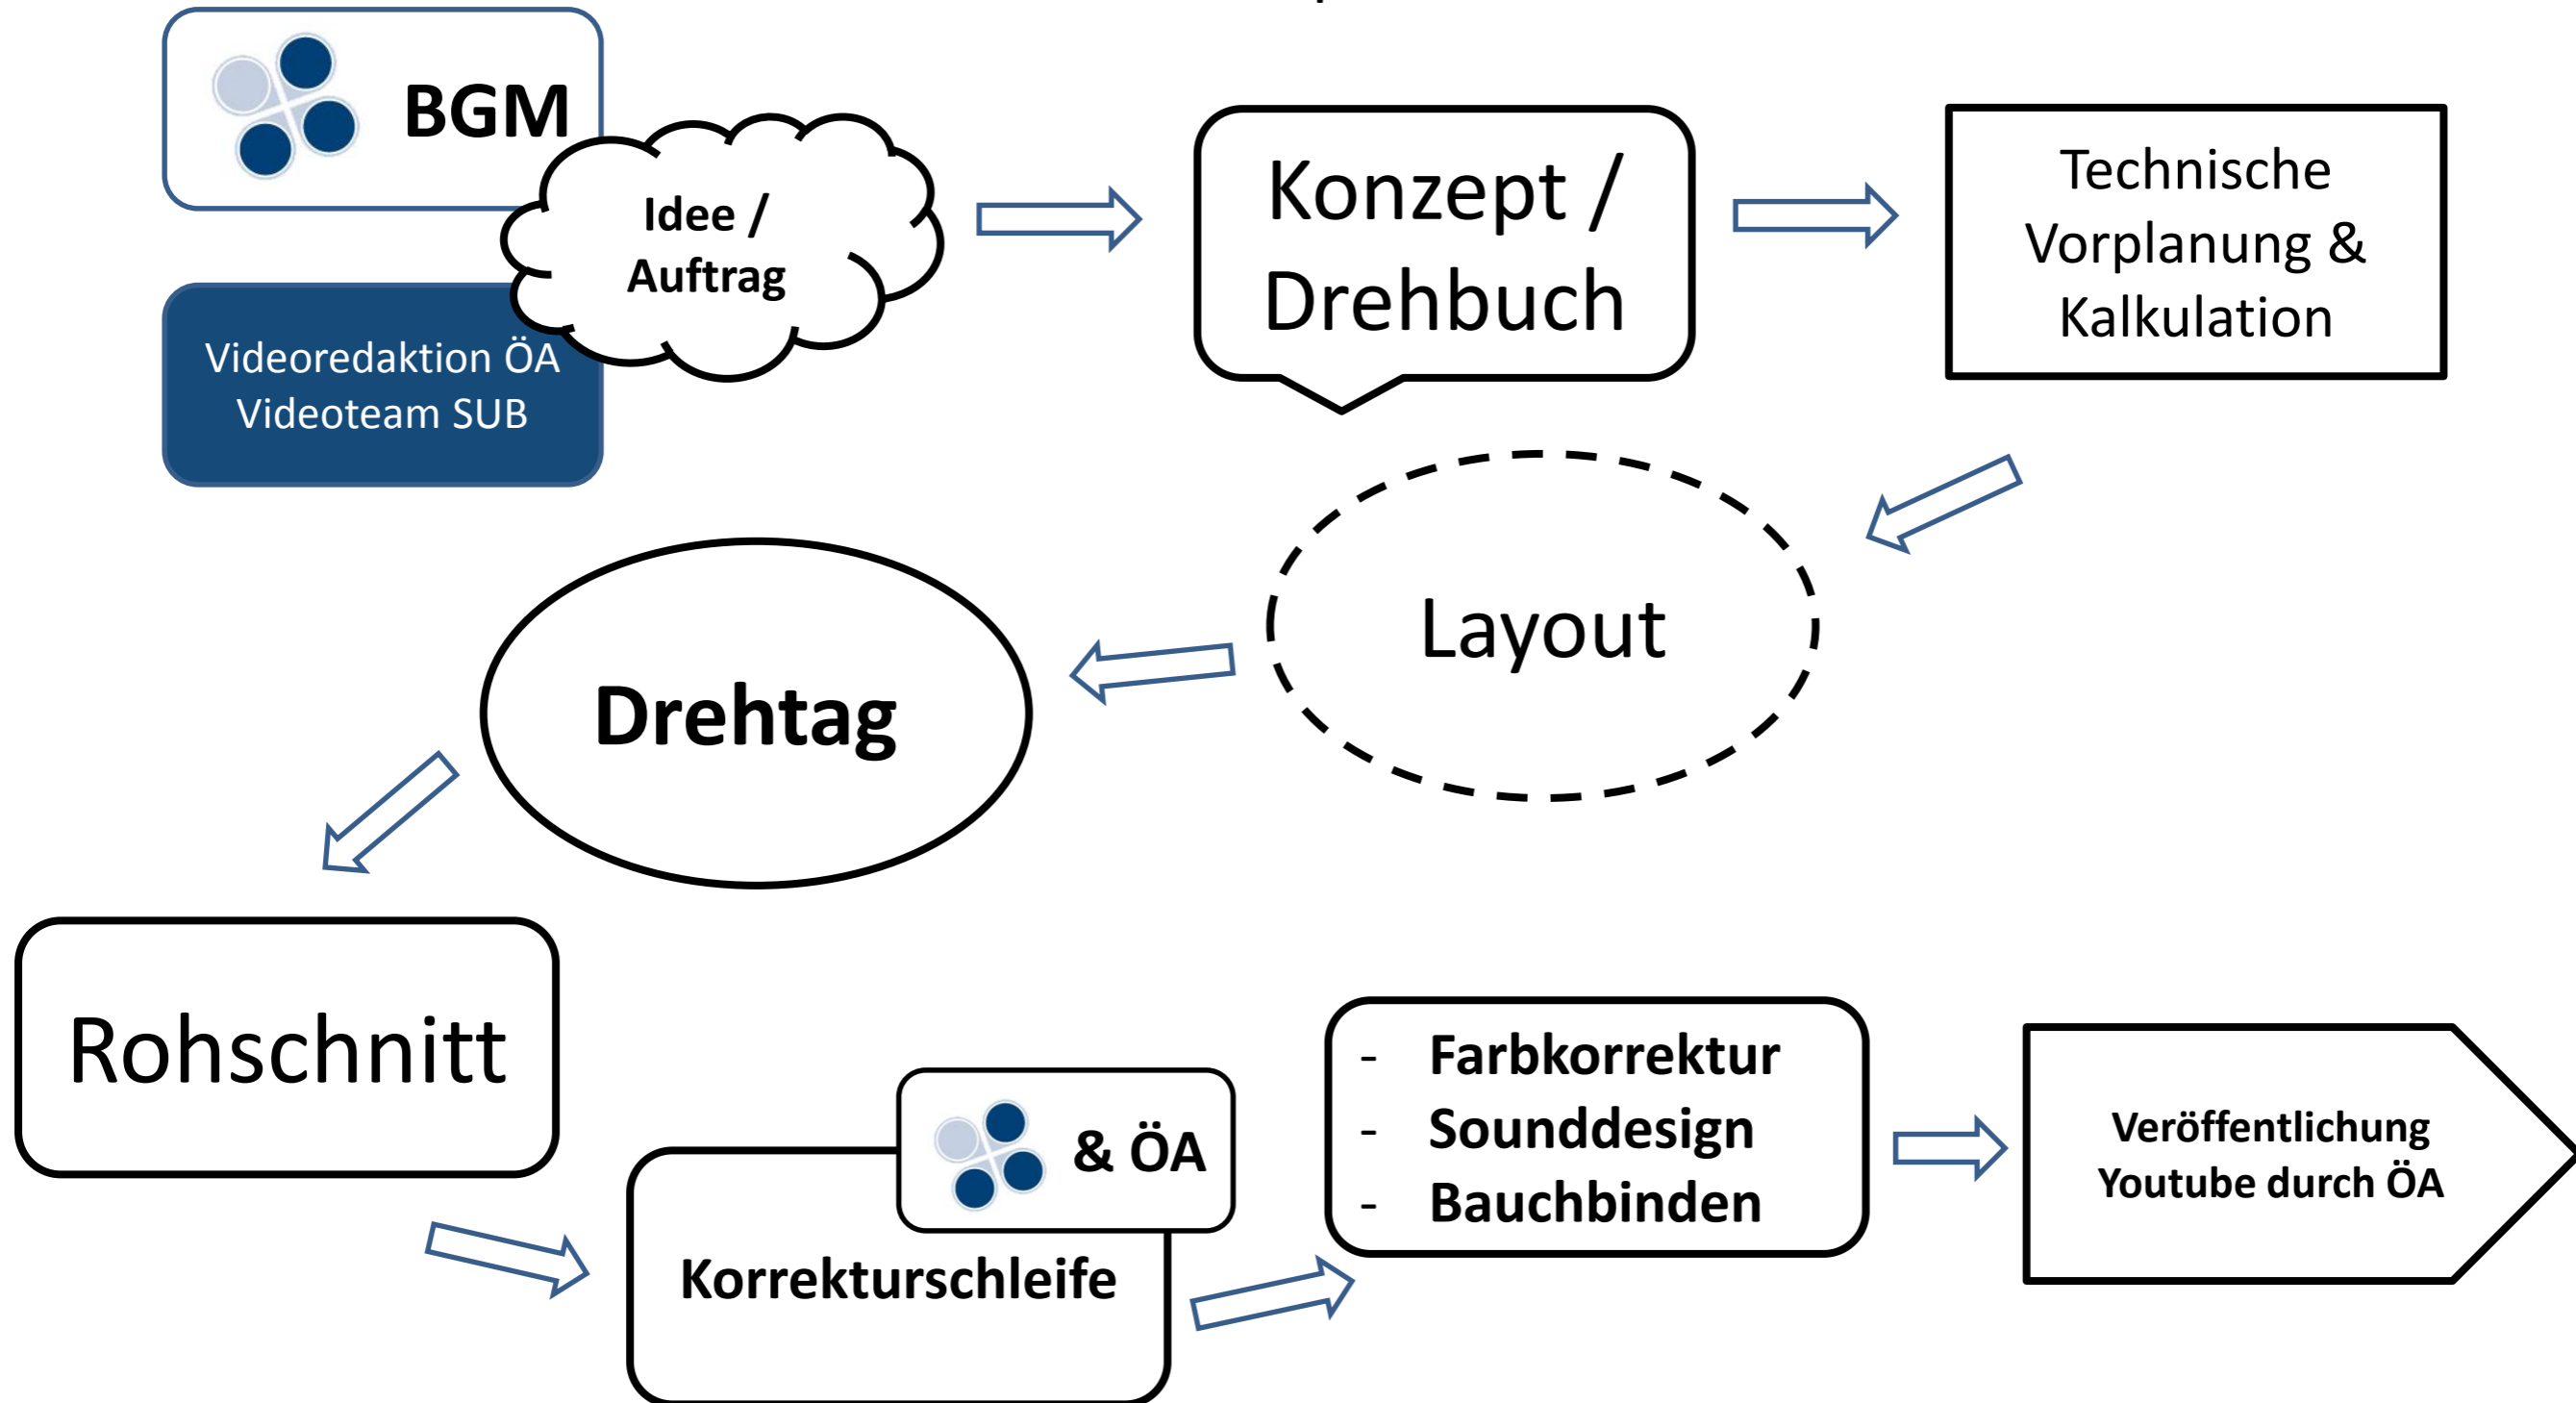 BGM
Idee /
Auftrag
Videoredaktion ÖA
Videoteam SUB
Konzept /
Drehbuch
Technische
Vorplanung &
Kalkulation
Layout
Drehtag
Rohschnitt
& ÖA
Korrekturschleife
- Farbkorrektur
- Sounddesign
- Bauchbinden
Veröffentlichung
Youtube durch ÖA